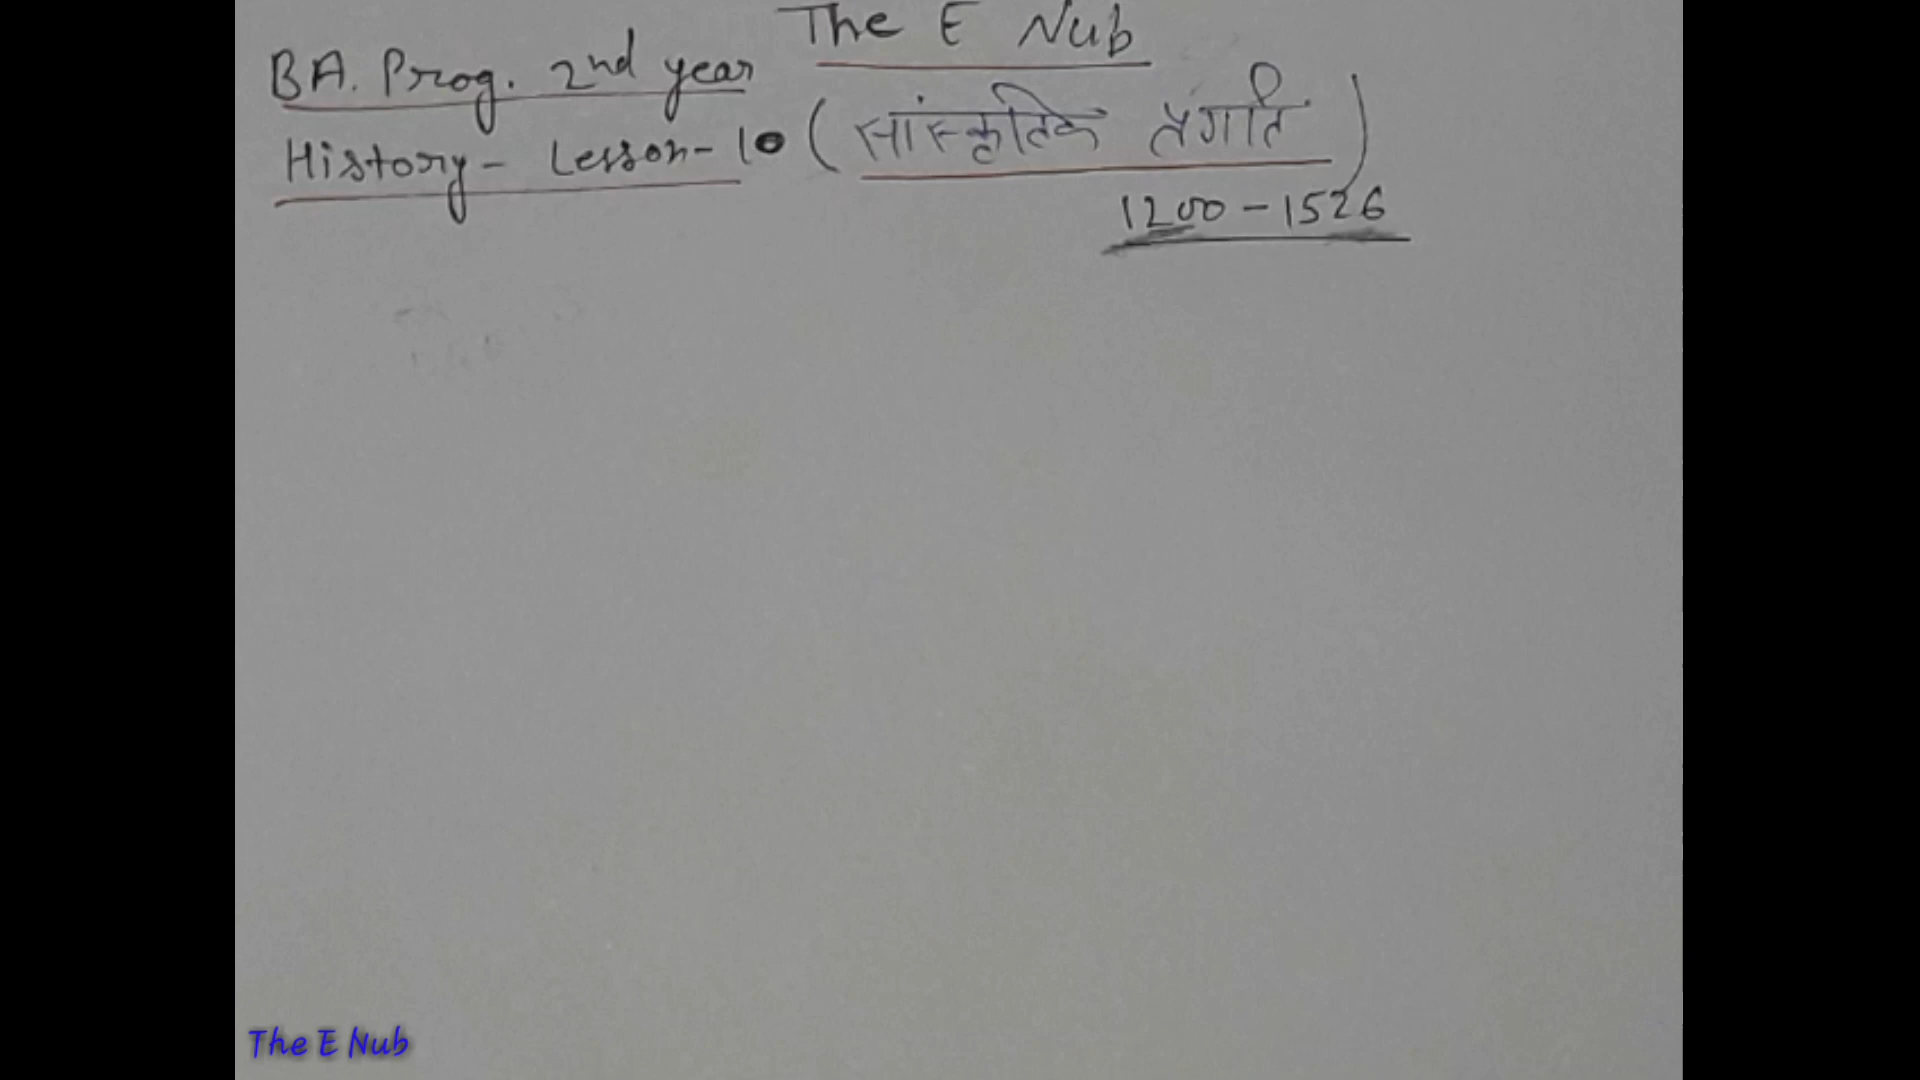 The E Nub
BA. Prog. 2nd year
History - Lesson-10 (सांस्कृतिक प्रगति)
1200-1526
The E Nub